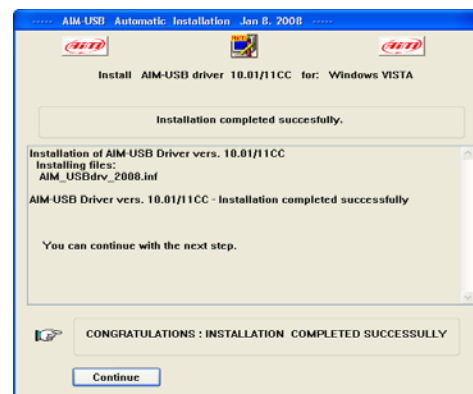 ----- AIM-USB Automatic Installation Jan 8. 2008 -----
Install AIM-USB driver 10.01/11CC for: Windows VISTA
Installation completed succesfully.
Installation of AIM-USB Driver vers. 10.01/11CC
Installing files:
AIM_USBdrv_2008.inf
AIM-USB Driver vers. 10.01/11CC - Installation completed successfully
You can continue with the next step.
CONGRATULATIONS : INSTALLATION COMPLETED SUCCESSULLY
Continue